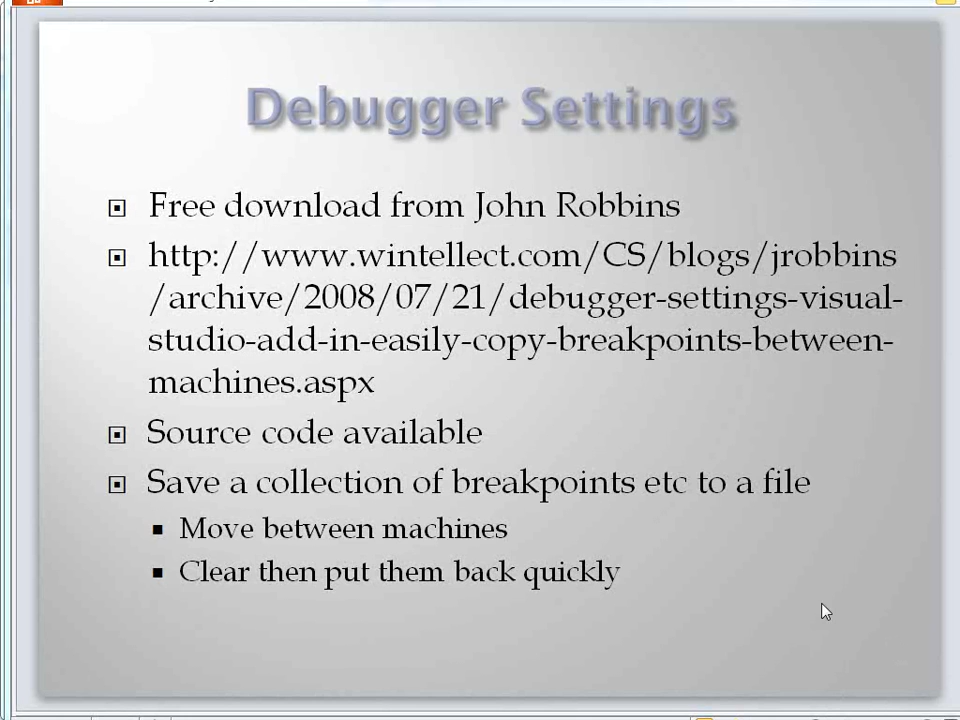 Debugger Settings
Free download from John Robbins
http://www.wintellect.com/CS/blogs/jrobbins
/archive/2008/07/21/debugger-settings-visual-
studio-add-in-easily-copy-breakpoints-between-
machines.aspx
Source code available
Save a collection of breakpoints etc to a file
Move between machines
Clear then put them back quickly